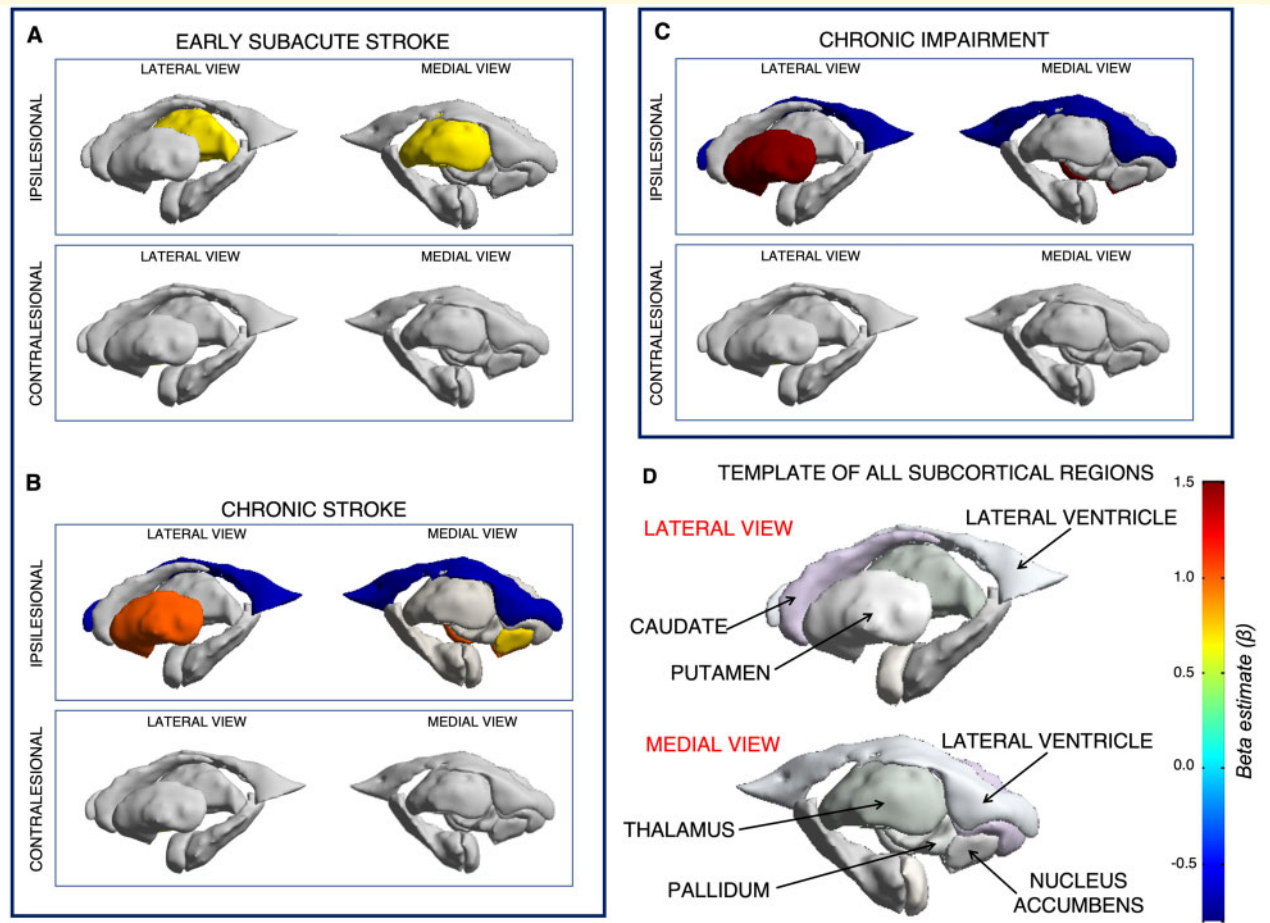 A
EARLY SUBACUTE STROKE
LATERAL VIEW
MEDIAL VIEW
IPSILESIONAL
LATERAL VIEW
MEDIAL VIEW
CONTRALESIONAL
B
CHRONIC STROKE
LATERAL VIEW
MEDIAL VIEW
IPSILESIONAL
LATERAL VIEW
MEDIAL VIEW
CONTRALESIONAL
C
CHRONIC IMPAIRMENT
LATERAL VIEW
MEDIAL VIEW
IPSILESIONAL
LATERAL VIEW
MEDIAL VIEW
CONTRALESIONAL
D
TEMPLATE OF ALL SUBCORTICAL REGIONS
LATERAL VIEW
LATERAL VENTRICLE
CAUDATE
PUTAMEN
MEDIAL VIEW
LATERAL VENTRICLE
THALAMUS
PALLIDUM
NUCLEUS
ACCUMBENS
1.5
1.0
0.5
0.0
-0.5
Beta estimate (β)